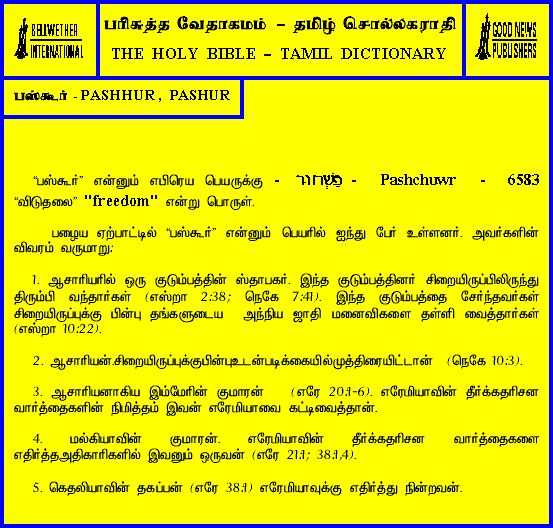 BELLWETHER
INTERNATIONAL
பரிசுத்த வேதாகமம் – தமிழ் சொல்லகராதி
THE HOLY BIBLE – TAMIL DICTIONARY
GOOD NEWS
PUBLISHERS
பஸ்கூர் - PASHHUR, PASHUR
“பஸ்கூர்” என்னும் எபிரெய பெயருக்கு - פַּשְׁחוּר - Pashchuwr - 6583
“விடுதலை” "freedom" என்று பொருள்.
பழைய ஏற்பாட்டில் “பஸ்கூர்” என்னும் பெயரில் ஐந்து பேர் உள்ளனர். அவர்களின்
விவரம் வருமாறு:
1. ஆசாரியரில் ஒரு குடும்பத்தின் ஸ்தாபகர். இந்த குடும்பத்தினர் சிறையிருப்பிலிருந்து
திரும்பி வந்தார்கள் (எஸ்றா 2:38; நெகே 7:41). இந்த குடும்பத்தை சேர்ந்தவர்கள்
சிறையிருப்புக்கு பின்பு தங்களுடைய அந்நிய ஜாதி மனைவிகளை தள்ளி வைத்தார்கள்
(எஸ்றா 10:22).
2. ஆசாரியன்.சிறையிருப்புக்குபின்புஉடன்படிக்கையில்முத்திரையிட்டான் (நெகே 10:3).
3. ஆசாரியனாகிய இம்மேரின் குமாரன் (எரே 20:1-6). எரேமியாவின் தீர்க்கதரிசன
வார்த்தைகளின் நிமித்தம் இவன் எரேமியாவை கட்டிவைத்தான்.
4. மல்கியாவின் குமாரன். எரேமியாவின் தீர்க்கதரிசன வார்த்தைகளை
எதிர்த்தஅதிகாரிகளில் இவனும் ஒருவன் (எரே 21:1; 38:1,4).
5. கெதலியாவின் தகப்பன் (எரே 38:1) எரேமியாவுக்கு எதிர்த்து நின்றவன்.